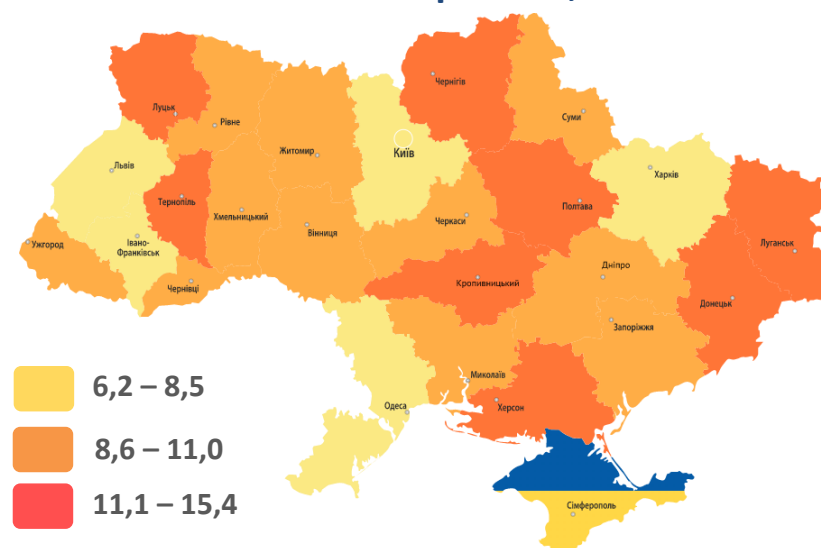 Чернігів
Луцьк
Рівне
Суми
Житомир
Київ
Львів
Харків
Тернопіль
Полтава
Хмельницький
Черкаси
Вінниця
Івано-
Франківськ
Ужгород
Луганськ
Дніпро
Чернівці
Кропивницький
Донецьк
Запоріжжя
Миколаїв
Херсон
Одеса
6,2 – 8,5
8,6 – 11,0
11,1 – 15,4
Сімферополь